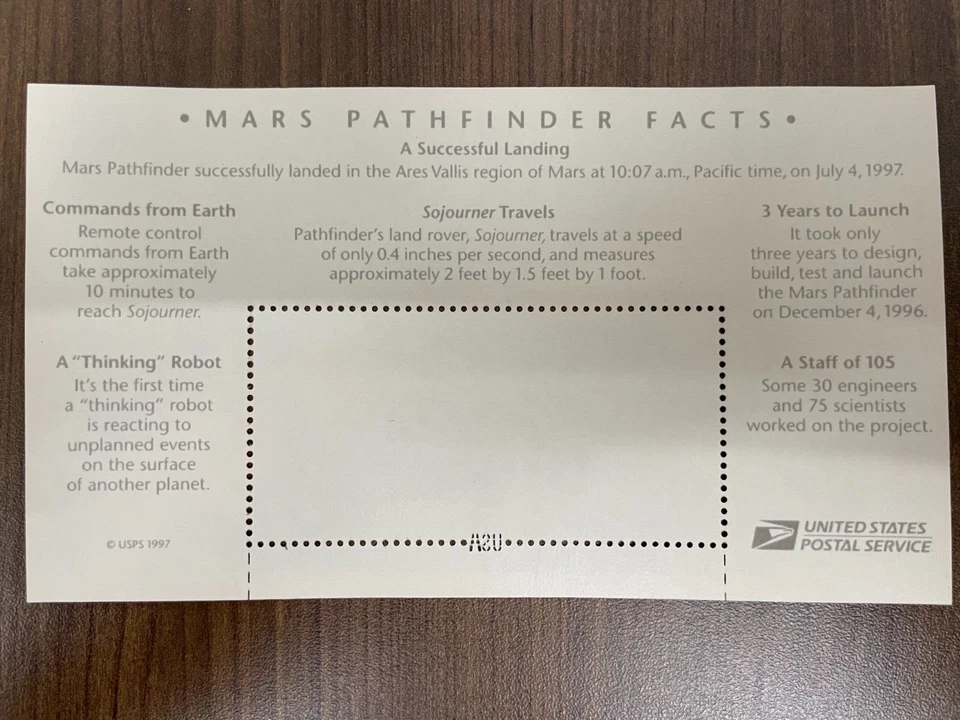 • MARS PATHFINDER FACTS •
A Successful Landing
Mars Pathfinder successfully landed in the Ares Vallis region of Mars at 10:07 a.m., Pacific time, on July 4, 1997.
Commands from Earth
Remote control
commands from Earth
take approximately
10 minutes to
reach Sojourner.
Sojourner Travels
Pathfinder's land rover, Sojourner, travels at a speed
of only 0.4 inches per second, and measures
approximately 2 feet by 1.5 feet by 1 foot.
3 Years to Launch
It took only
three years to design,
build, test and launch
the Mars Pathfinder
on December 4, 1996.
A "Thinking" Robot
It's the first time
a "thinking" robot
is reacting to
unplanned events
on the surface
of another planet.
A Staff of 105
Some 30 engineers
and 75 scientists
worked on the project.
© USPS 1997
UNITED STATES
POSTAL SERVICE